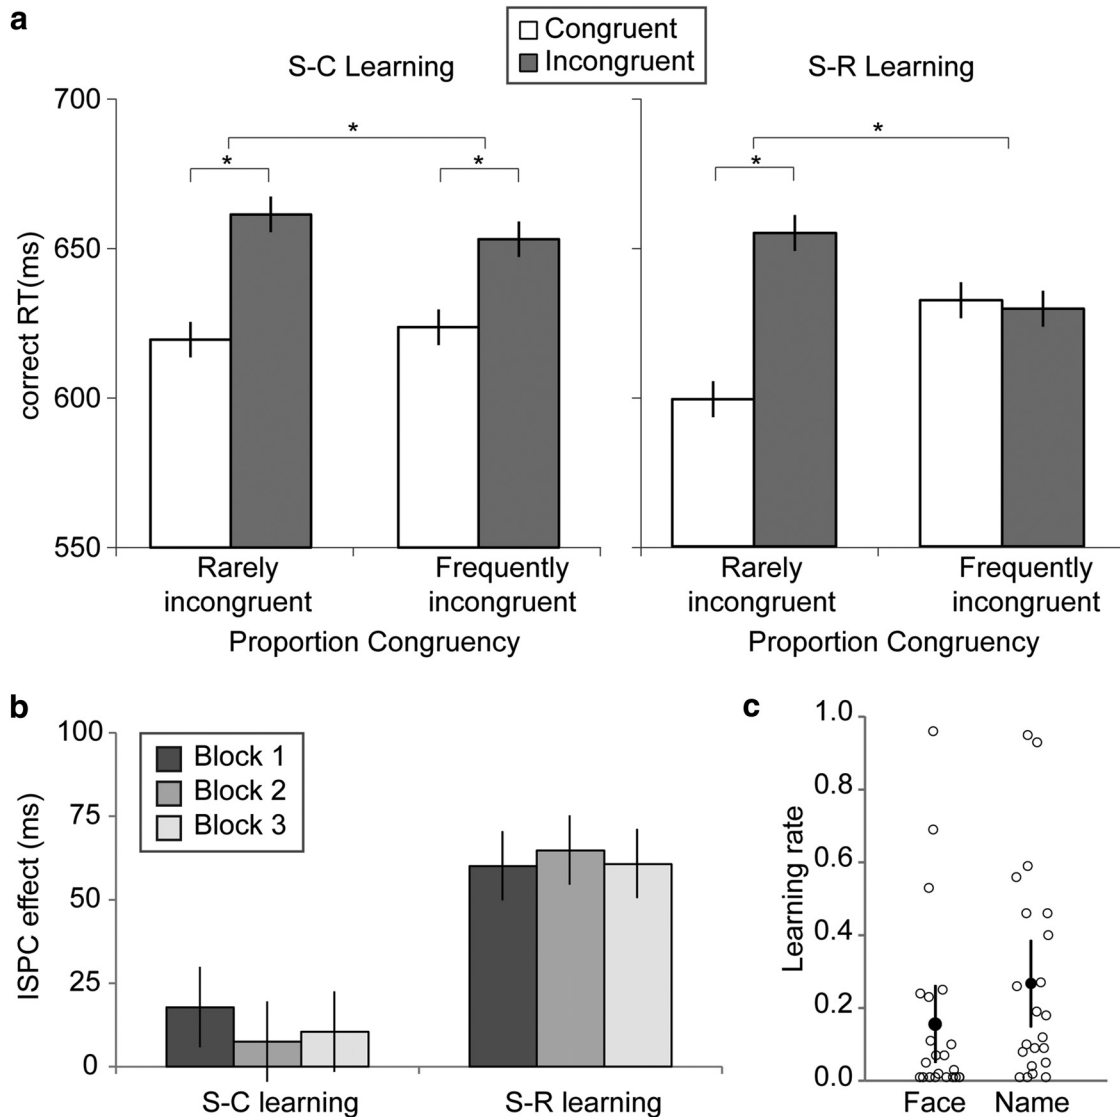 a
Congruent
Incongruent
S-C Learning
S-R Learning
correct RT(ms)
700
650
600
550
*
*
*
*
*
Rarely
incongruent
Frequently
incongruent
Proportion Congruency
Rarely
incongruent
Frequently
incongruent
Proportion Congruency
b
ISPC effect (ms)
100
75
50
25
0
Block 1
Block 2
Block 3
S-C learning
S-R learning
c
Learning rate
1.0
0.8
0.6
0.4
0.2
0.0
Face
Name